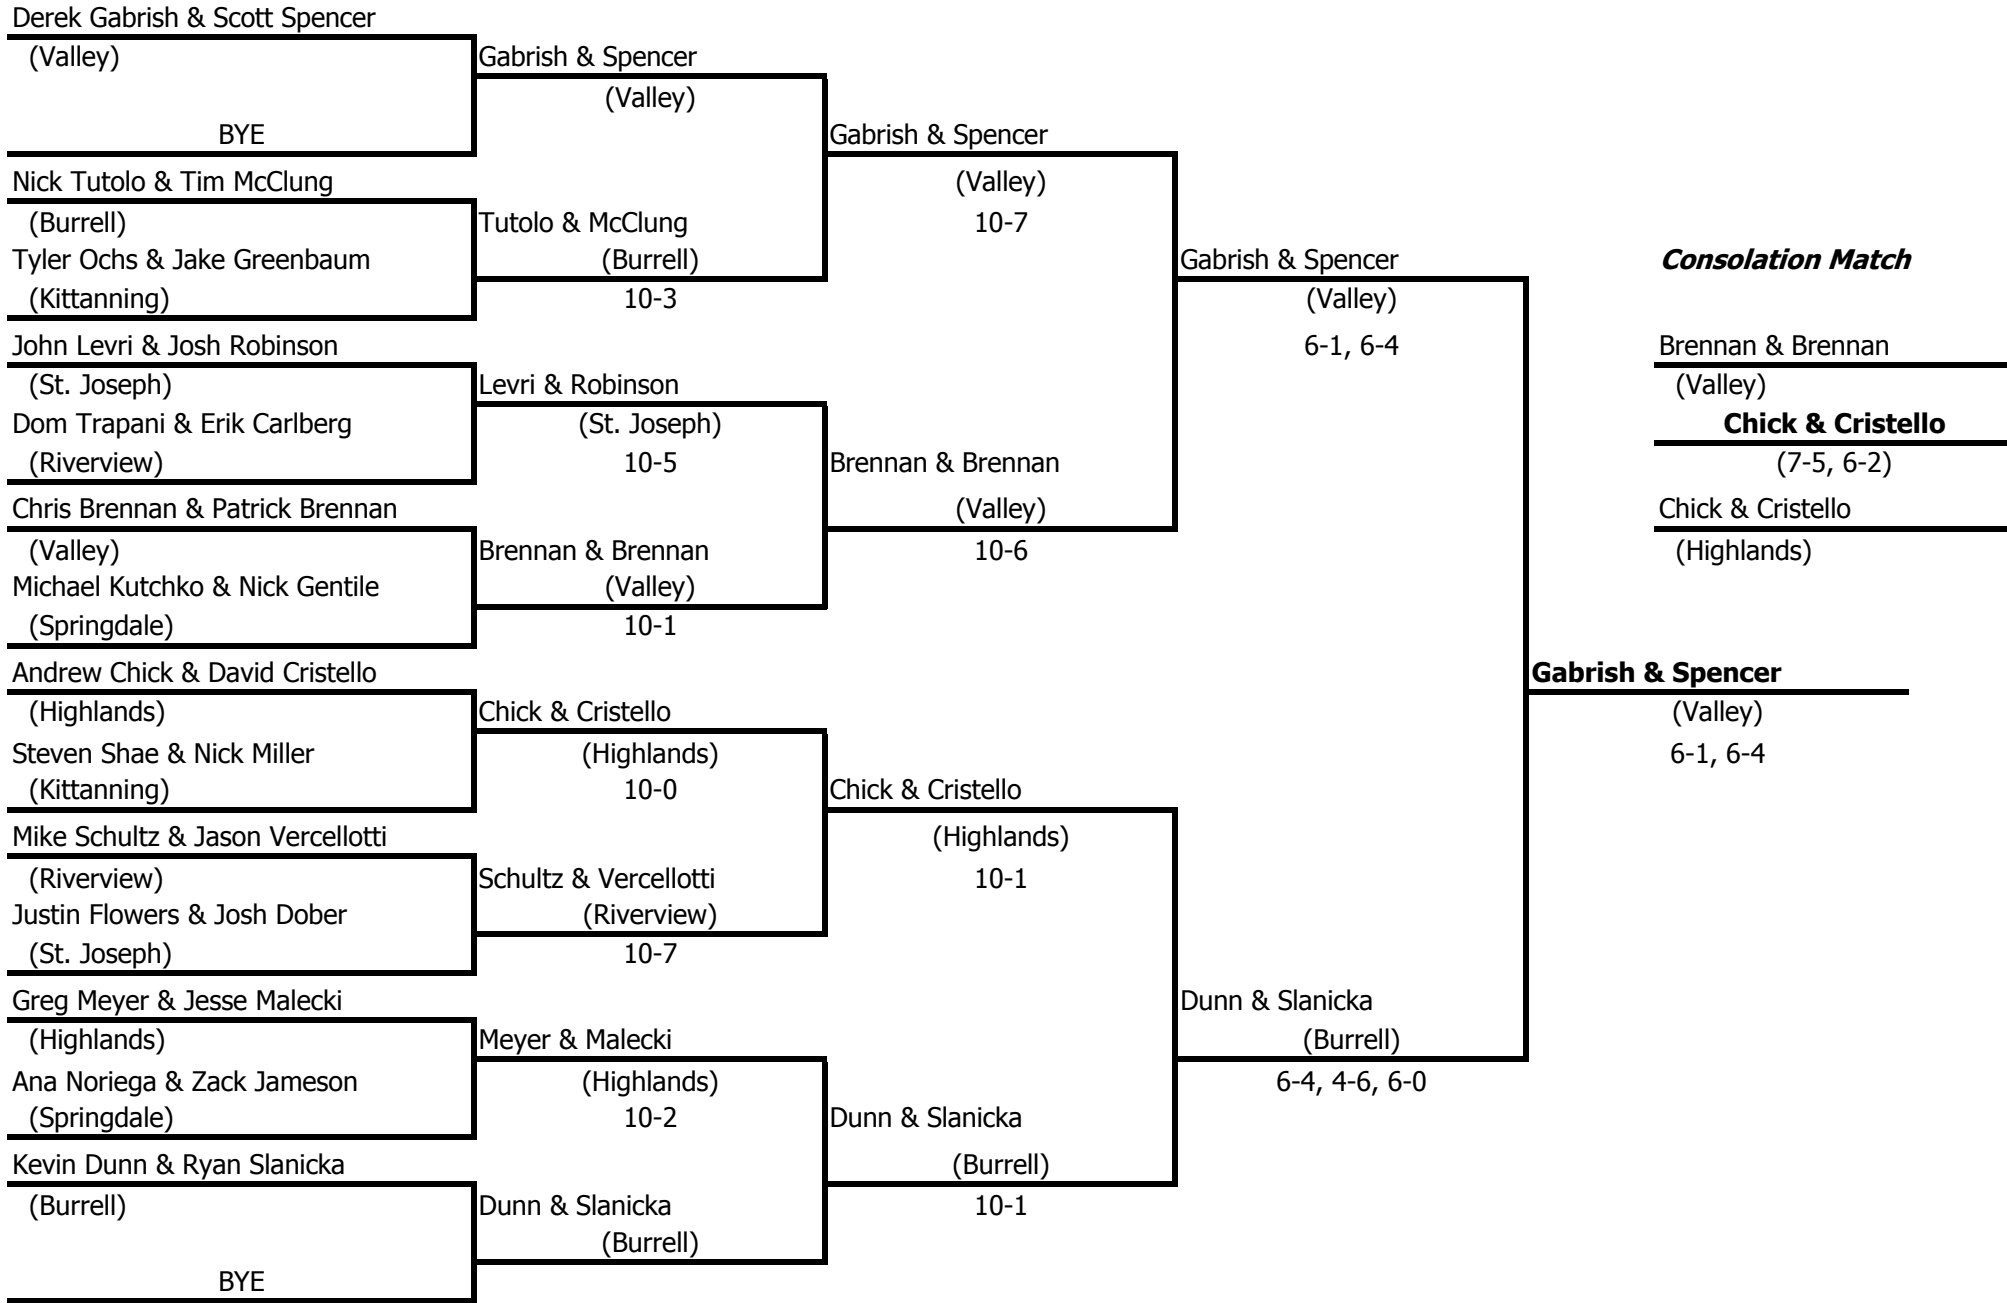 Derek Gabrish & Scott Spencer
(Valley)
BYE
Nick Tutolo & Tim McClung
(Burrell)
Tyler Ochs & Jake Greenbaum
(Kittanning)
John Levri & Josh Robinson
(St. Joseph)
Dom Trapani & Erik Carlberg
(Riverview)
Chris Brennan & Patrick Brennan
(Valley)
Michael Kutchko & Nick Gentile
(Springdale)
Andrew Chick & David Cristello
(Highlands)
Steven Shae & Nick Miller
(Kittanning)
Mike Schultz & Jason Vercellotti
(Riverview)
Justin Flowers & Josh Dober
(St. Joseph)
Greg Meyer & Jesse Malecki
(Highlands)
Ana Noriega & Zack Jameson
(Springdale)
Kevin Dunn & Ryan Slanicka
(Burrell)
BYE
Gabrish & Spencer
(Valley)
Tutolo & McClung
(Burrell)
10-3
Levri & Robinson
(St. Joseph)
10-5
Brennan & Brennan
(Valley)
10-1
Chick & Cristello
(Highlands)
10-0
Schultz & Vercellotti
(Riverview)
10-7
Meyer & Malecki
(Highlands)
10-2
Dunn & Slanicka
(Burrell)
Gabrish & Spencer
(Valley)
10-7
Brennan & Brennan
(Valley)
10-6
Chick & Cristello
(Highlands)
10-1
Dunn & Slanicka
(Burrell)
10-1
Gabrish & Spencer
(Valley)
6-1, 6-4
Dunn & Slanicka
(Burrell)
6-4, 4-6, 6-0
Gabrish & Spencer
(Valley)
6-1, 6-4
Consolation Match
Brennan & Brennan
(Valley)
Chick & Cristello
(7-5, 6-2)
Chick & Cristello
(Highlands)